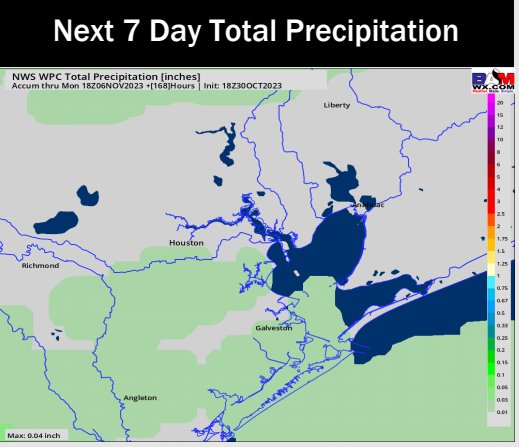 Next 7 Day Total Precipitation
NWS WPC Total Precipitation [inches]
Accum thru Mon 18Z06NOV2023 +[168]Hours | Init: 18Z30OCT2023
BAM
WX.COM
Liberty
Anahuac
Houston
Richmond
Galveston
Angleton
Max: 0.04 inch
20
15
12
10
8
6
5
4
3
2.5
2
1.75
1.5
1.25
1
0.75
0.67
0.5
0.33
0.25
0.2
0.15
0.1
0.05
0.03
0.01